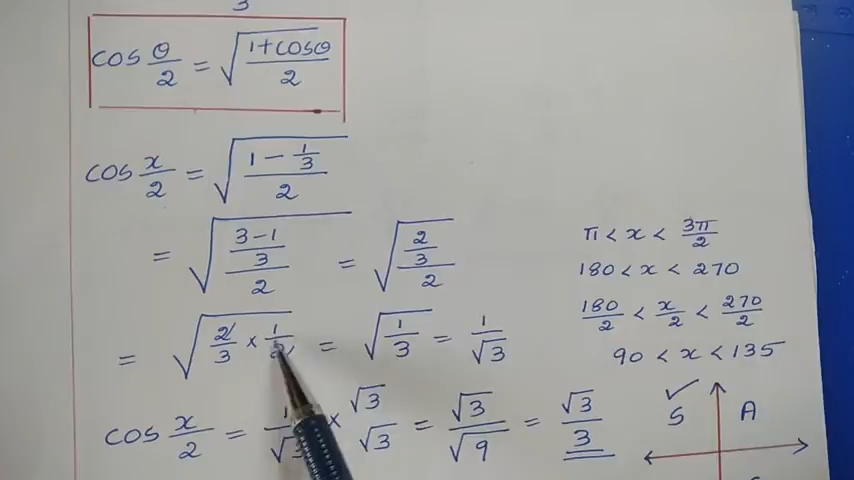 3
cos θ/2 = √((1+cosθ)/2)
cos x/2 = √((1 - 1/3)/2)
= √(((3-1)/3)/2) = √((2/3)/2)
= √(2/3 × 1/2) = √(1/3) = 1/√3
cos x/2 = 1/√3 × √3/√3 = √3/√9 = √3/3
π < x < 3π/2
180 < x < 270
180/2 < x/2 < 270/2
90 < x < 135
✓
S A